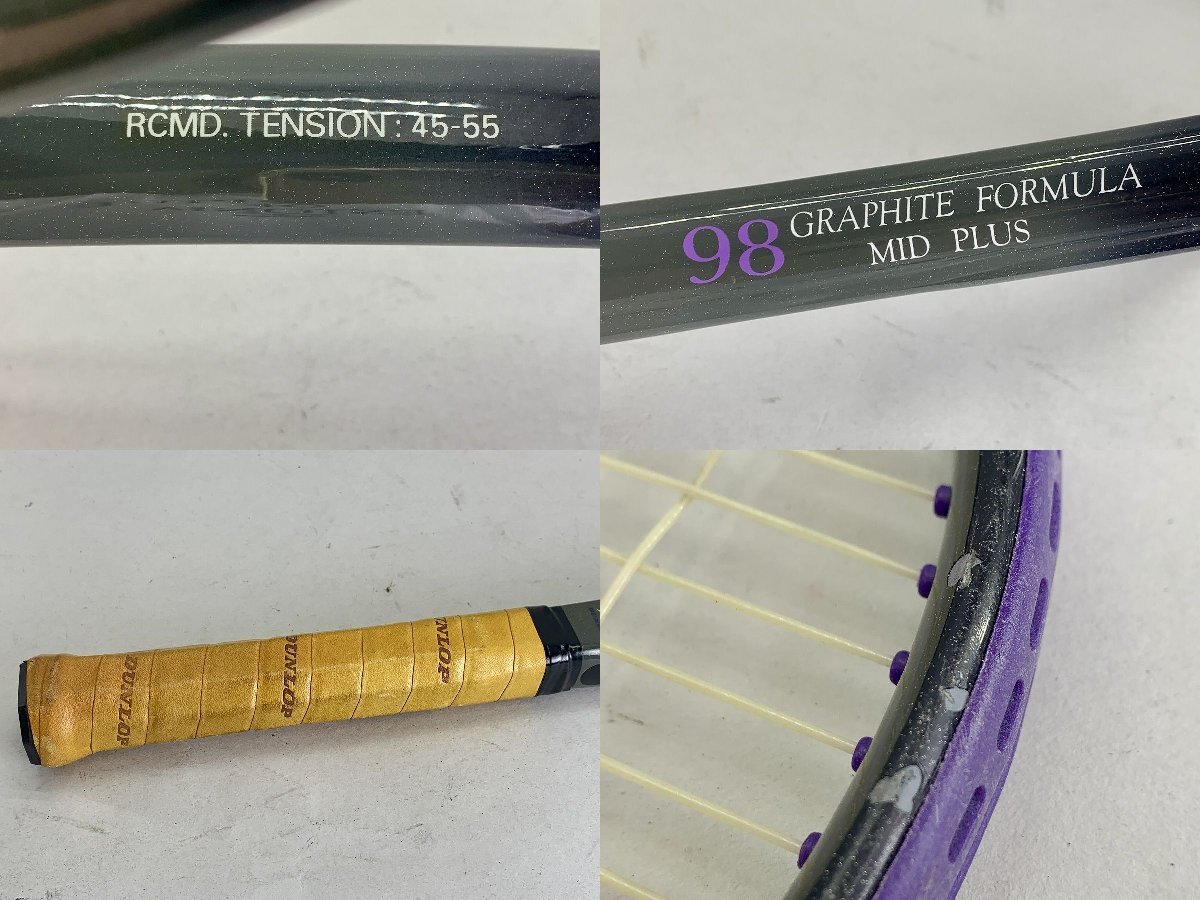 RCMD. TENSION : 45-55
98 GRAPHITE FORMULA
MID PLUS
DUNLOP
DUNLOP
DUNLOP